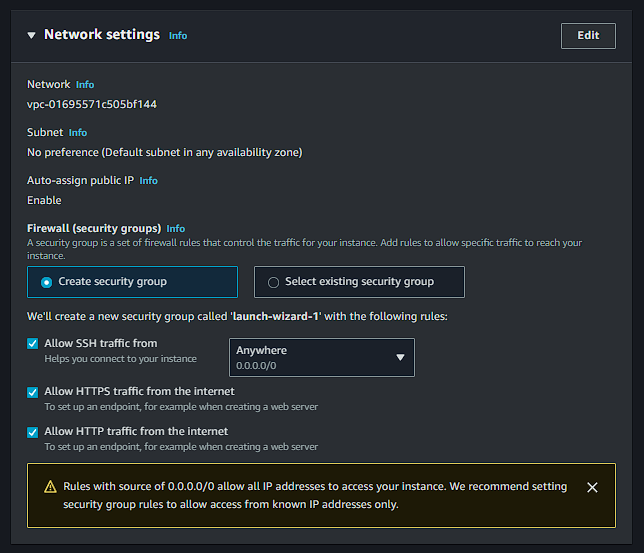 Network settings Info
Edit
Network Info
vpc-01695571c505bf144
Subnet Info
No preference (Default subnet in any availability zone)
Auto-assign public IP Info
Enable
Firewall (security groups) Info
A security group is a set of firewall rules that control the traffic for your instance. Add rules to allow specific traffic to reach your
instance.
Create security group
Select existing security group
We'll create a new security group called 'launch-wizard-1' with the following rules:
Allow SSH traffic from
Helps you connect to your instance
Anywhere
0.0.0.0/0
Allow HTTPS traffic from the internet
To set up an endpoint, for example when creating a web server
Allow HTTP traffic from the internet
To set up an endpoint, for example when creating a web server
Rules with source of 0.0.0.0/0 allow all IP addresses to access your instance. We recommend setting
security group rules to allow access from known IP addresses only.